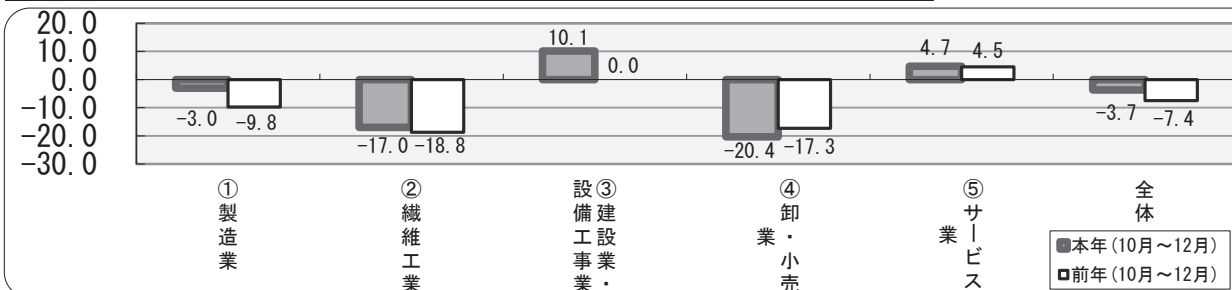 20.0
10.0
0.0
-10.0
-20.0
-30.0
-3.0
-9.8
-17.0
-18.8
10.1
0.0
-20.4
-17.3
4.7
4.5
-3.7
-7.4
①製造業
②繊維工業
③建設業・
設備工事業
④卸・小売
業
⑤サービス
業
全体
本年(10月～12月)
前年(10月～12月)